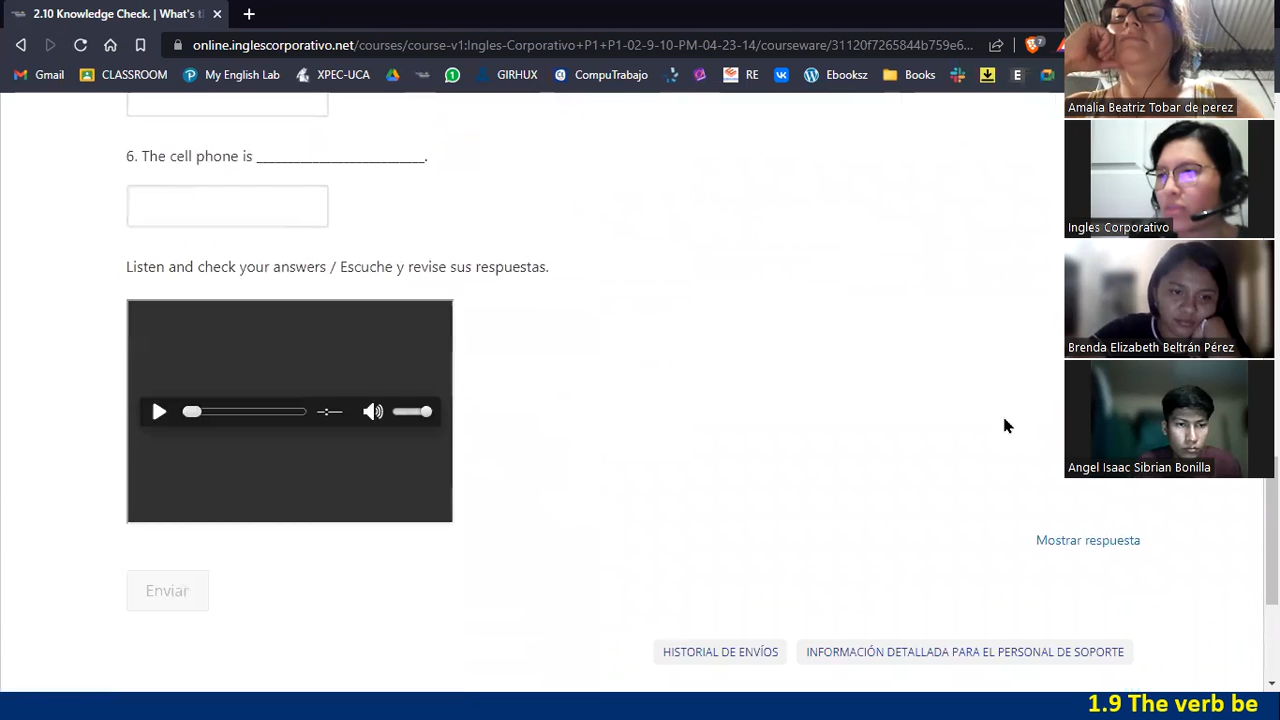 2.10 Knowledge Check. | What's t
online.inglescorporativo.net/courses/course-v1:Ingles-Corporativo+P1+P1-02-9-10-PM-04-23-14/courseware/31120f7265844b759e6...
7
Gmail CLASSROOM My English Lab XPEC-UCA GIRHUX CompuTrabajo RE Ebooksz Books E
6. The cell phone is ________________________.
Listen and check your answers / Escuche y revise sus respuestas.
-:--
Mostrar respuesta
Enviar
HISTORIAL DE ENVÍOS INFORMACIÓN DETALLADA PARA EL PERSONAL DE SOPORTE
Amalia Beatriz Tobar de perez
Ingles Corporativo
Brenda Elizabeth Beltrán Pérez
Angel Isaac Sibrian Bonilla
1.9 The verb be